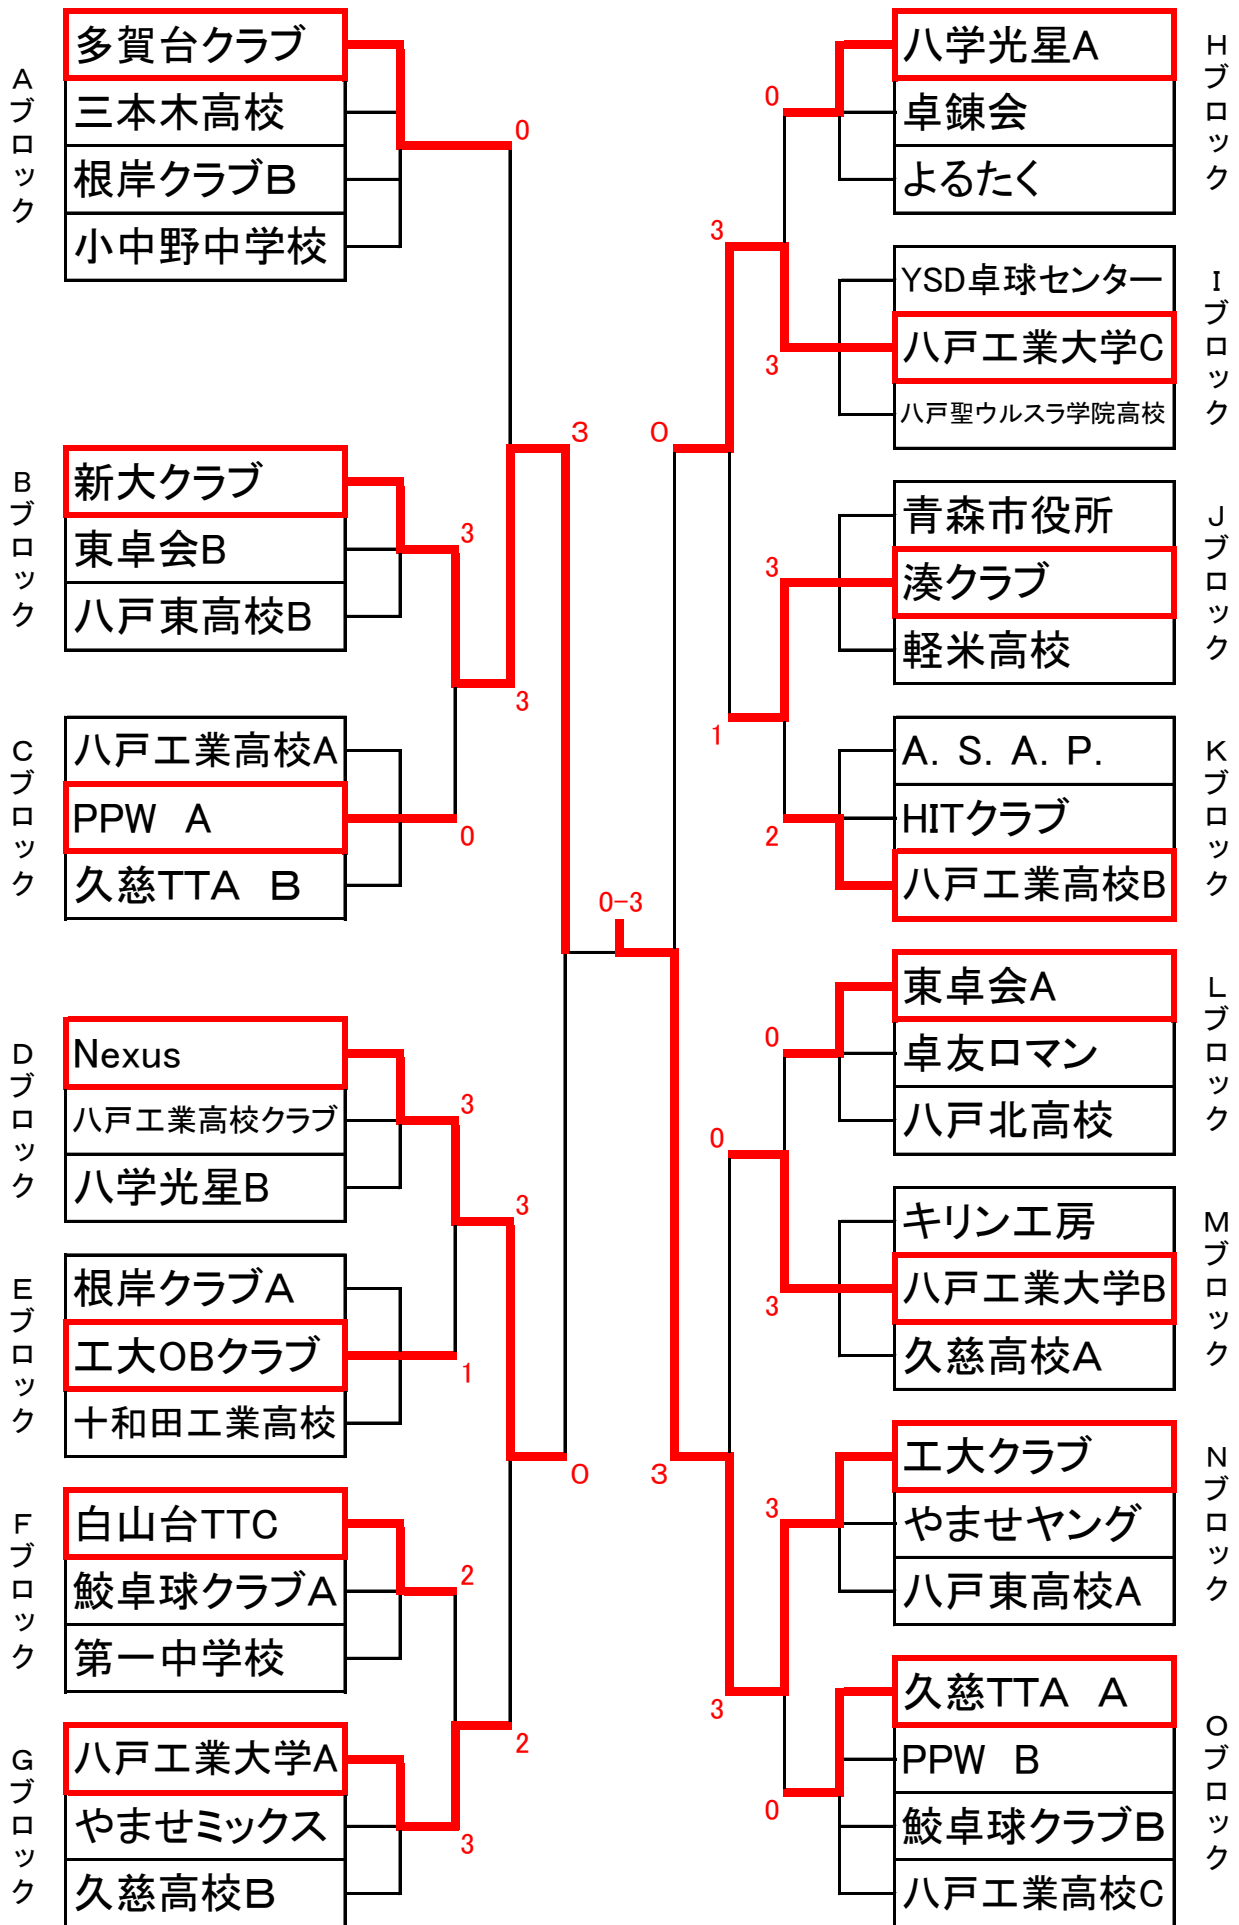 Aブロック
多賀台クラブ
三本木高校
根岸クラブB
小中野中学校
0
Bブロック
新大クラブ
東卓会B
八戸東高校B
3
3
Cブロック
八戸工業高校A
PPW A
久慈TTA B
0
3
Dブロック
Nexus
八戸工業高校クラブ
八学光星B
3
3
Eブロック
根岸クラブA
工大OBクラブ
十和田工業高校
1
0
Fブロック
白山台TTC
鮫卓球クラブA
第一中学校
2
2
Gブロック
八戸工業大学A
やませミックス
久慈高校B
3
0-3
Hブロック
八学光星A
卓錬会
よるたく
0
3
Iブロック
YSD卓球センター
八戸工業大学C
八戸聖ウルスラ学院高校
3
0
Jブロック
青森市役所
湊クラブ
軽米高校
3
1
Kブロック
A. S. A. P.
HITクラブ
八戸工業高校B
2
Lブロック
東卓会A
卓友ロマン
八戸北高校
0
0
Mブロック
キリン工房
八戸工業大学B
久慈高校A
3
3
Nブロック
工大クラブ
やませヤング
八戸東高校A
3
3
Oブロック
久慈TTA A
PPW B
鮫卓球クラブB
八戸工業高校C
0